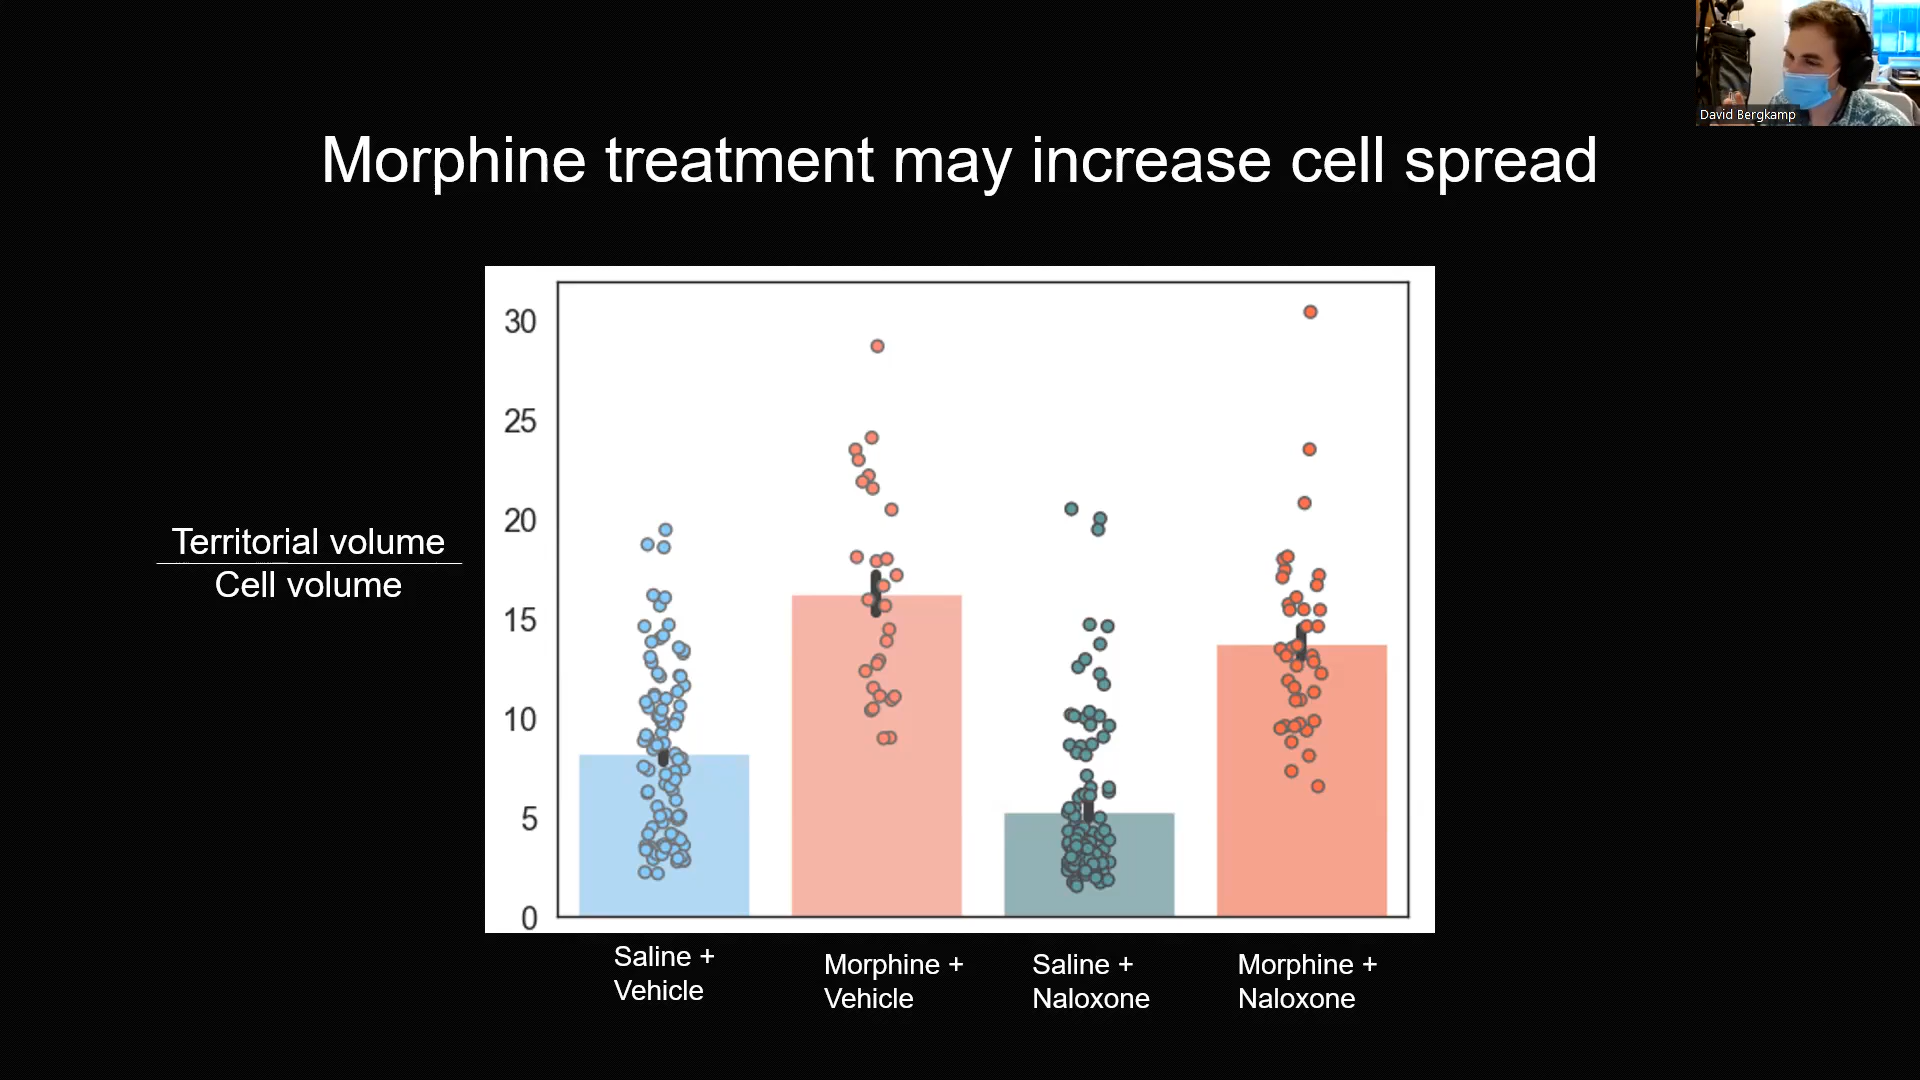 David Bergkamp
Morphine treatment may increase cell spread
30
25
20
15
10
5
0
Territorial volume
Cell volume
Saline +
Vehicle
Morphine +
Vehicle
Saline +
Naloxone
Morphine +
Naloxone